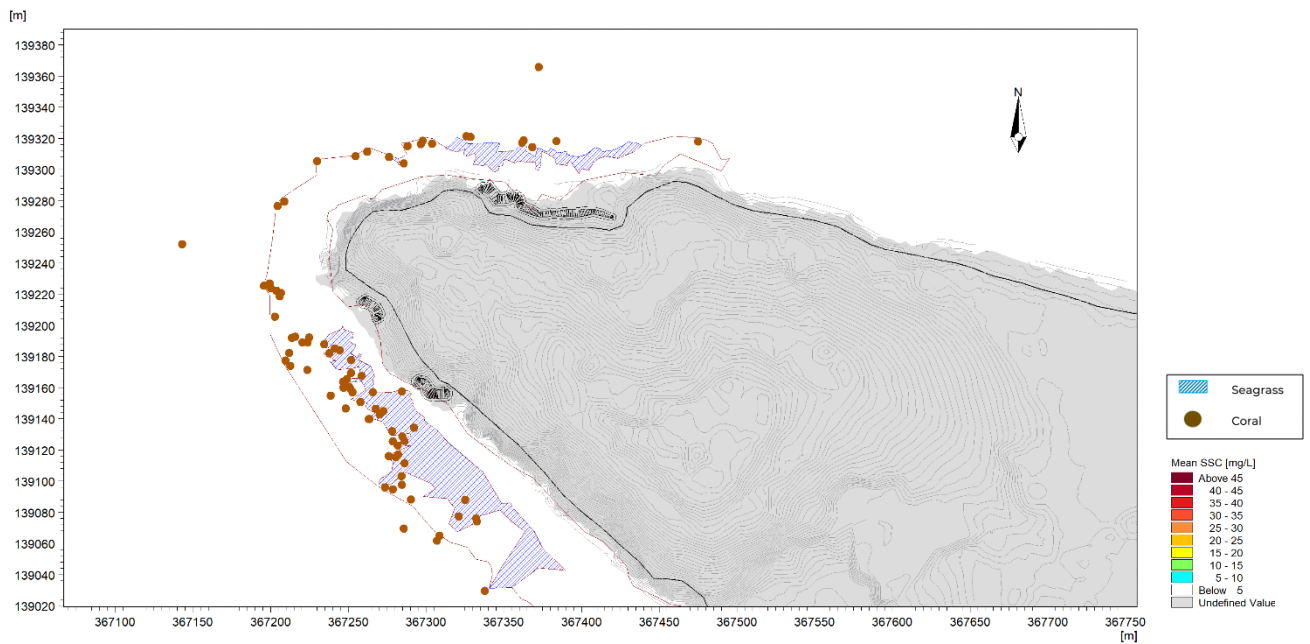 [m]
139380
139360
139340
139320
139300
139280
139260
139240
139220
139200
139180
139160
139140
139120
139100
139080
139060
139040
139020
367100 367150 367200 367250 367300 367350 367400 367450 367500 367550 367600 367650 367700 367750
[m]
N
Seagrass
Coral
Mean SSC [mg/L]
Above 45
40 - 45
35 - 40
30 - 35
25 - 30
20 - 25
15 - 20
10 - 15
5 - 10
Below 5
Undefined Value